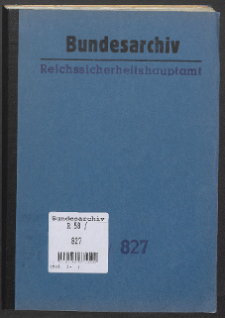 Bundesarchiv
Reichssicherheitshauptamt
Bundesarchiv
R 58 /
827
827